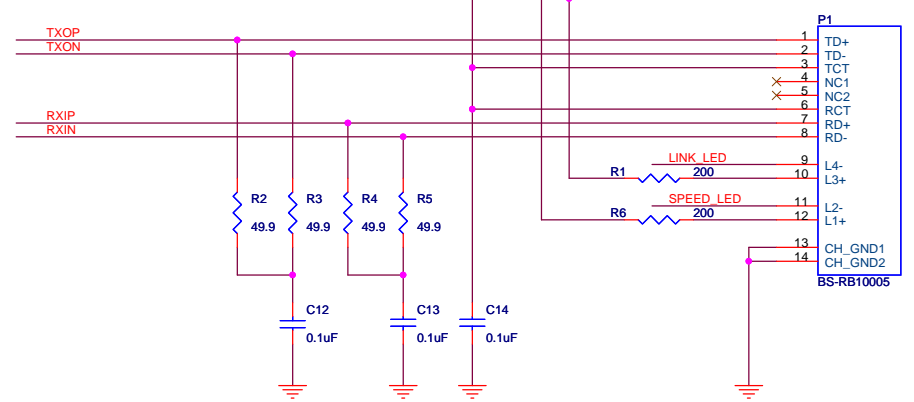 P1
TXOP
TXON
1 TD+
2 TD-
3 TCT
4 NC1
5 NC2
6 RCT
RXIP
7 RD+
RXIN
8 RD-
LINK_LED
9 L4-
R1 200
10 L3+
SPEED_LED
11 L2-
R6 200
12 L1+
R2 R3 R4 R5
49.9 49.9 49.9 49.9
13 CH_GND1
14 CH_GND2
BS-RB10005
C12 C13 C14
0.1uF 0.1uF 0.1uF